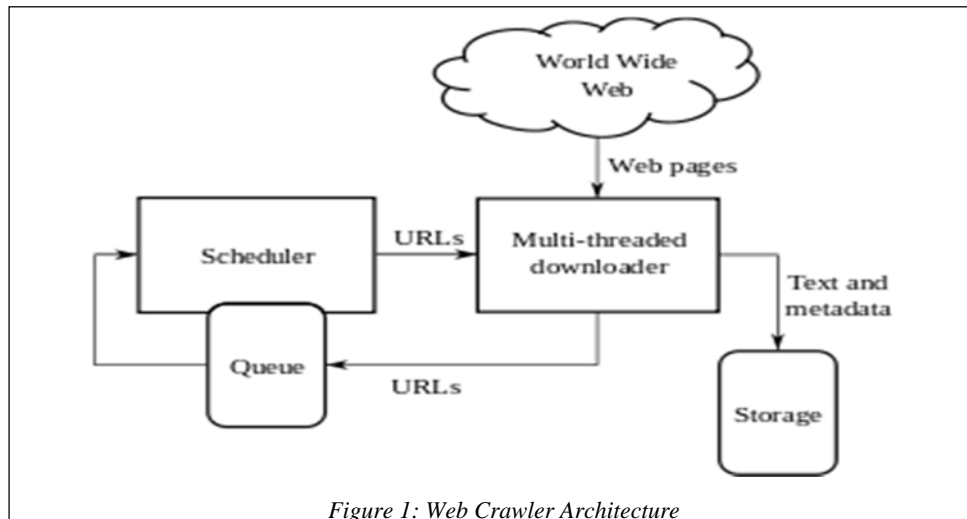 World Wide
Web
Web pages
Scheduler
URLs
Multi-threaded
downloader
Text and
metadata
Queue
URLs
Storage
Figure 1: Web Crawler Architecture